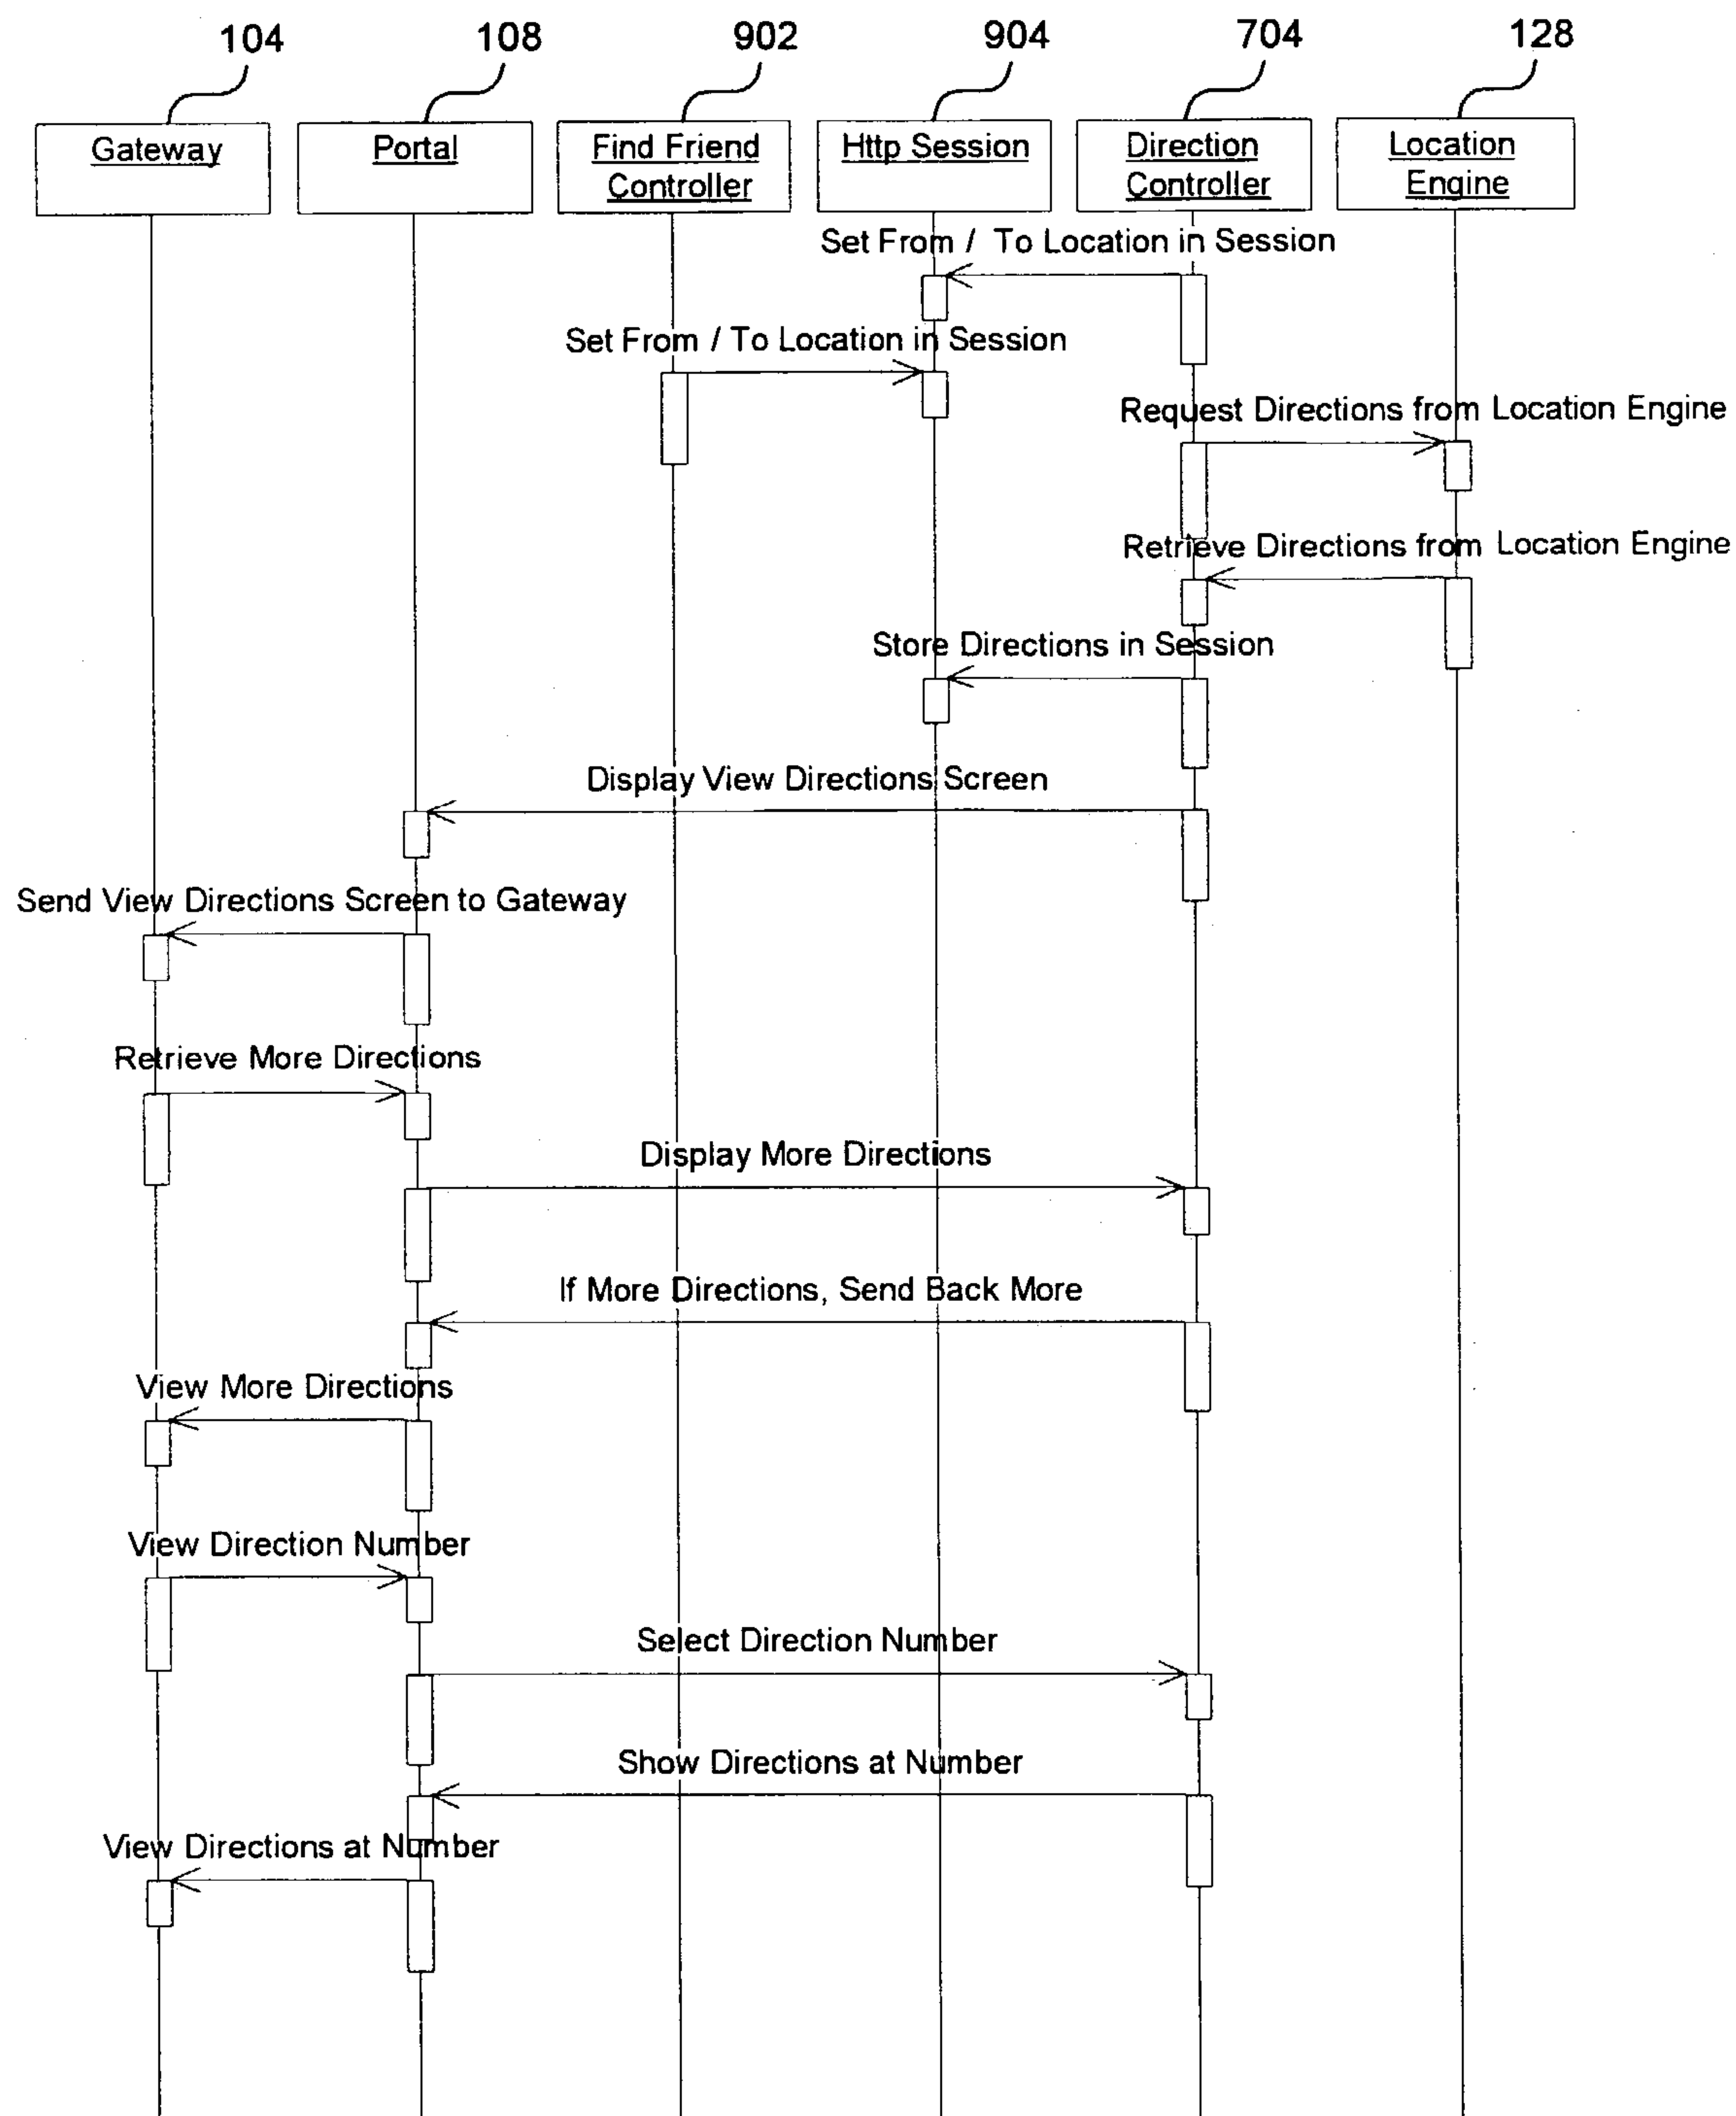 104 108 902 904 704 128
Gateway
Portal
Find Friend
Controller
Http Session
Direction
Controller
Location
Engine
Set From / To Location in Session
Set From / To Location in Session
Request Directions from Location Engine
Retrieve Directions from Location Engine
Store Directions in Session
Display View Directions Screen
Send View Directions Screen to Gateway
Retrieve More Directions
Display More Directions
If More Directions, Send Back More
View More Directions
View Direction Number
Select Direction Number
Show Directions at Number
View Directions at Number